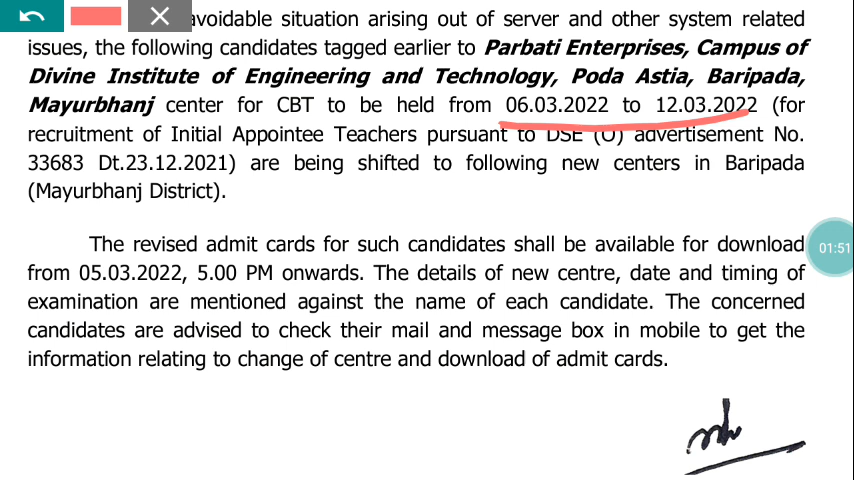 avoidable situation arising out of server and other system related
issues, the following candidates tagged earlier to Parbati Enterprises, Campus of
Divine Institute of Engineering and Technology, Poda Astia, Baripada,
Mayurbhanj center for CBT to be held from 06.03.2022 to 12.03.2022 (for
recruitment of Initial Appointee Teachers pursuant to DSE (O) advertisement No.
33683 Dt.23.12.2021) are being shifted to following new centers in Baripada
(Mayurbhanj District).
The revised admit cards for such candidates shall be available for download
from 05.03.2022, 5.00 PM onwards. The details of new centre, date and timing of
examination are mentioned against the name of each candidate. The concerned
candidates are advised to check their mail and message box in mobile to get the
information relating to change of centre and download of admit cards.
01:51